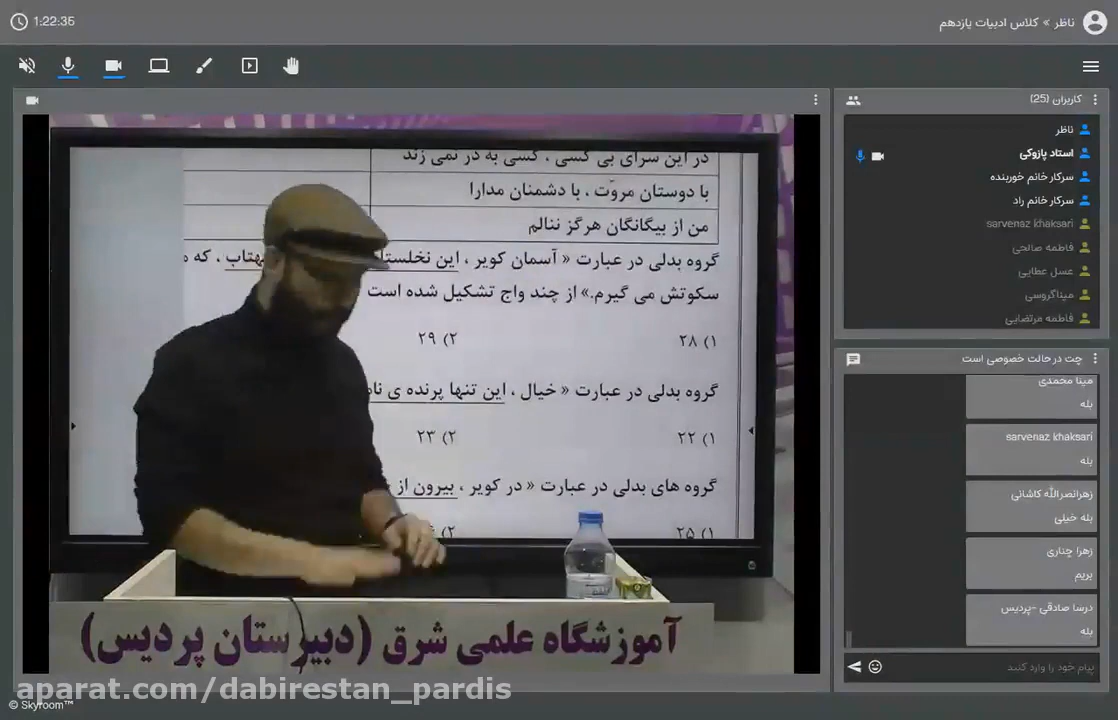 1:22:35
ناظر » کلاس ادبیات یازدهم
کاربران (25)
ناظر
استاد پازوکی
سرکار خانم خوربنده
سرکار خانم راد
sarvenaz khaksari
فاطمه صالحی
عسل عطایی
میناگروسی
فاطمه مرتضایی
چت در حالت خصوصی است
مینا محمدی
بله
sarvenaz khaksari
بله
زهرانصرالله کاشانی
بله خیلی
زهرا چناری
بریم
درسا صادقی -پردیس
بله
پیام خود را وارد کنید
در این سرای بی کسی ، کسی به در نمی زند
با دوستان مروّت ، با دشمنان مدارا
من از بیگانگان هرگز ننالم
گروه بدلی در عبارت « آسمان کویر ، این نخلستا هتاب ، که م
سکوتش می گیرم.» از چند واج تشکیل شده است
۱) ۲۸ ۲) ۲۹
گروه بدلی در عبارت « خیال ، این تنها پرنده ی نام
۱) ۲۲ ۲) ۲۳
گروه های بدلی در عبارت « در کویر ، بیرون از
۱) ۲۵ ۲)
آموزشگاه علمی شرق (دبیرستان پردیس)
aparat.com/dabirestan_pardis
© Skyroom™